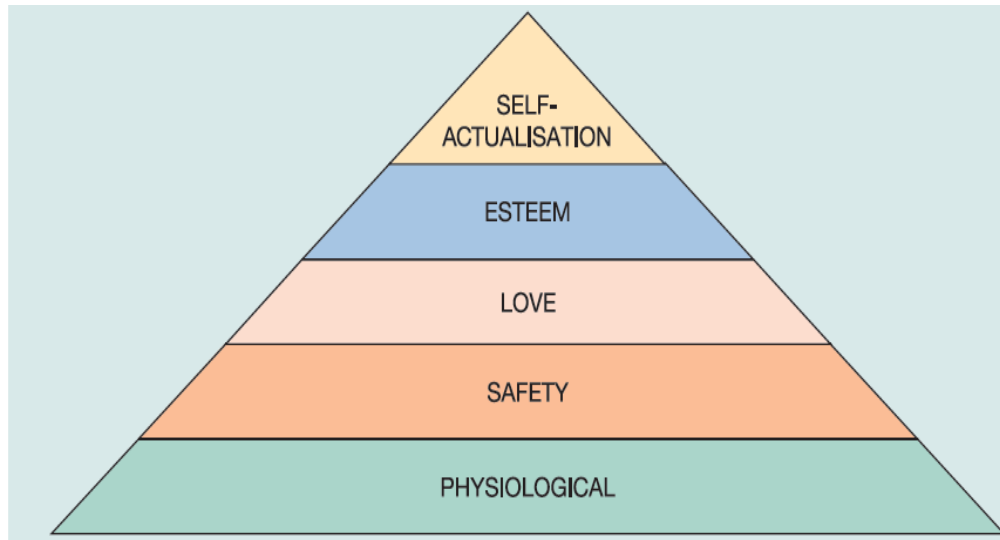 SELF-
ACTUALISATION
ESTEEM
LOVE
SAFETY
PHYSIOLOGICAL